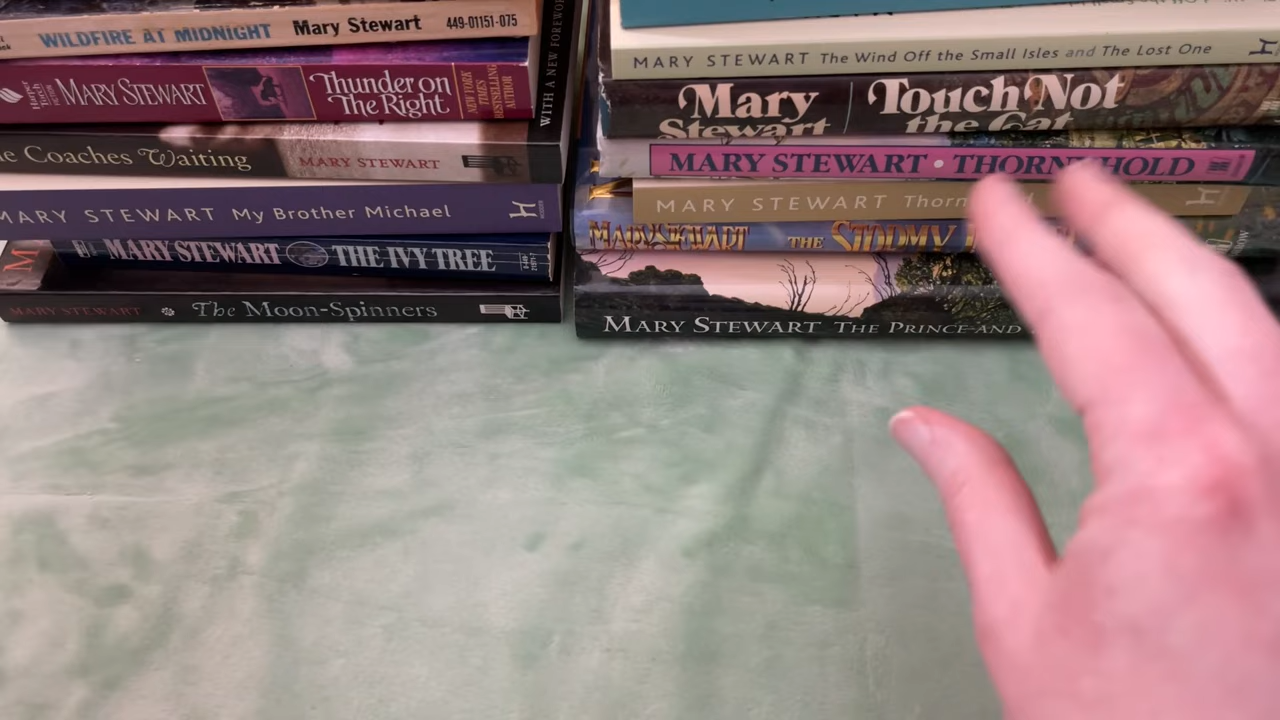 WILDFIRE AT MIDNIGHT Mary Stewart 449-01151-075
MARY STEWART Thunder on The Right NEW YORK TIMES BESTSELLING AUTHOR
WITH A NEW FOREWOR
e Coaches Waiting MARY STEWART
MARY STEWART My Brother Michael
M
MARY STEWART THE IVY TREE
MARY STEWART The Moon-Spinners
MARY STEWART The Wind Off the Small Isles and The Lost One
Mary Stewart Touch Not the Cat
MARY STEWART • THORNYHOLD
MARY STEWART Thorn d
MARY STEWART THE STORMY
MARY STEWART THE PRINCE AND